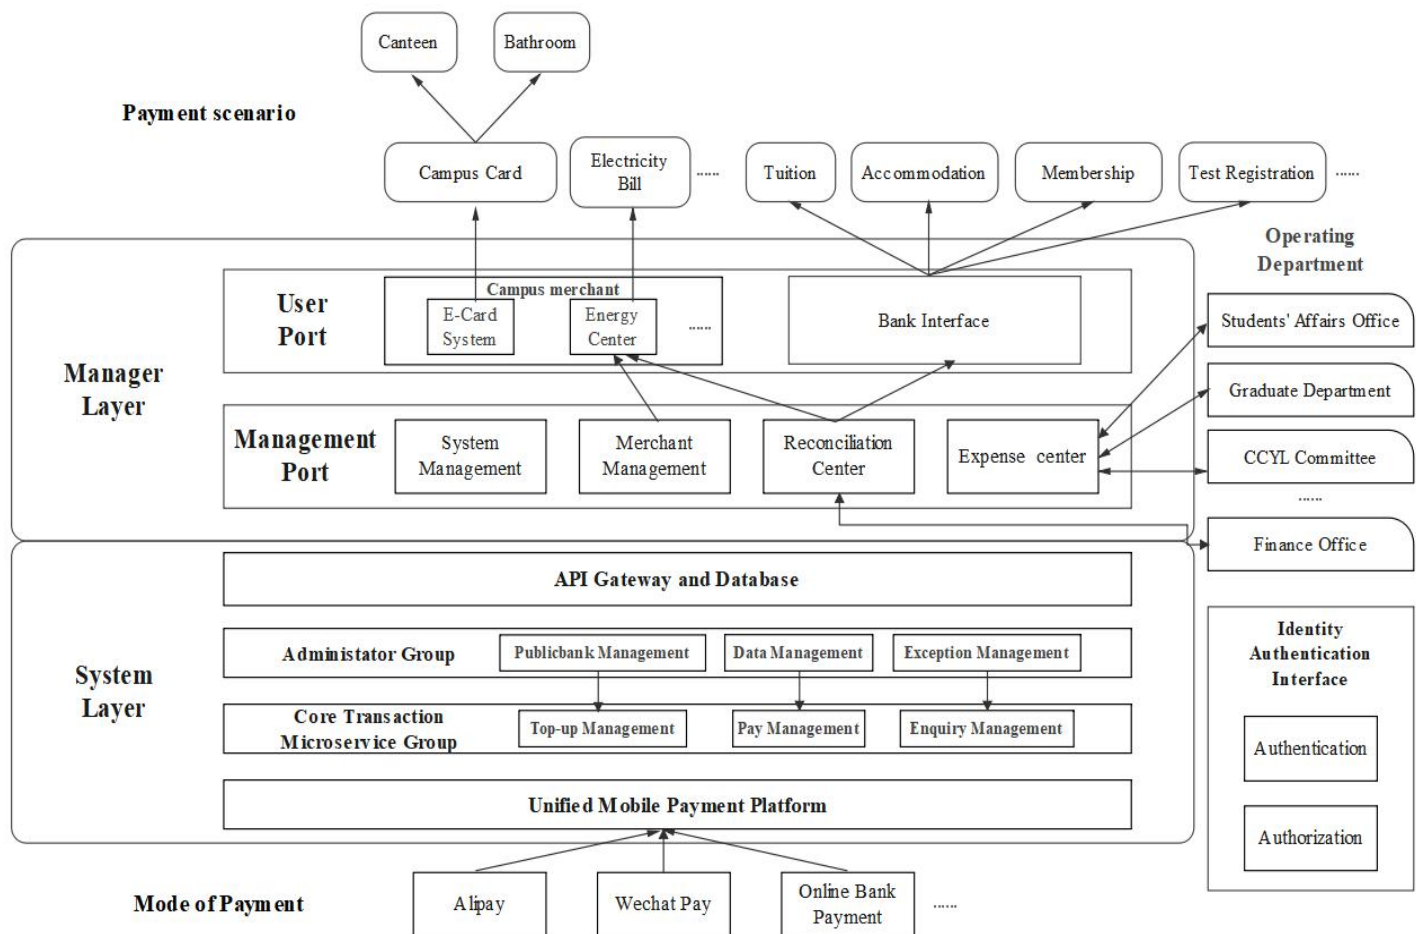 Canteen
Bathroom
Payment scenario
Campus Card
Electricity
Bill
......
Tuition
Accommodation
Membership
Test Registration
......
Operating
Department
User
Port
Campus merchant
E-Card
System
Energy
Center
......
Bank Interface
Students' Affairs Office
Manager
Layer
Graduate Department
Management
Port
System
Management
Merchant
Management
Reconciliation
Center
Expense center
CCYL Committee
......
Finance Office
API Gateway and Database
System
Layer
Administator Group
Publicbank Management
Data Management
Exception Management
Core Transaction
Microservice Group
Top-up Management
Pay Management
Enquiry Management
Identity
Authentication
Interface
Authentication
Authorization
Unified Mobile Payment Platform
Mode of Payment
Alipay
Wechat Pay
Online Bank
Payment
......